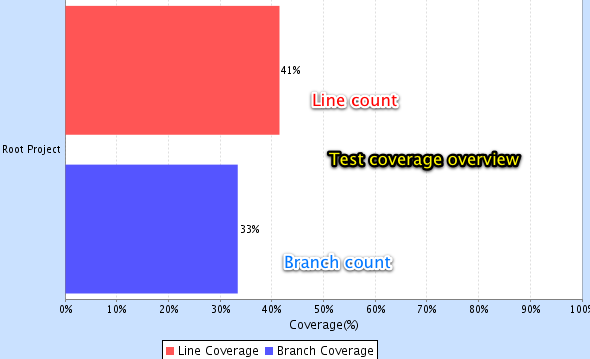 41%
Line count
Root Project
Test coverage overview
33%
Branch count
0% 10% 20% 30% 40% 50% 60% 70% 80% 90% 100%
Coverage(%)
Line Coverage Branch Coverage